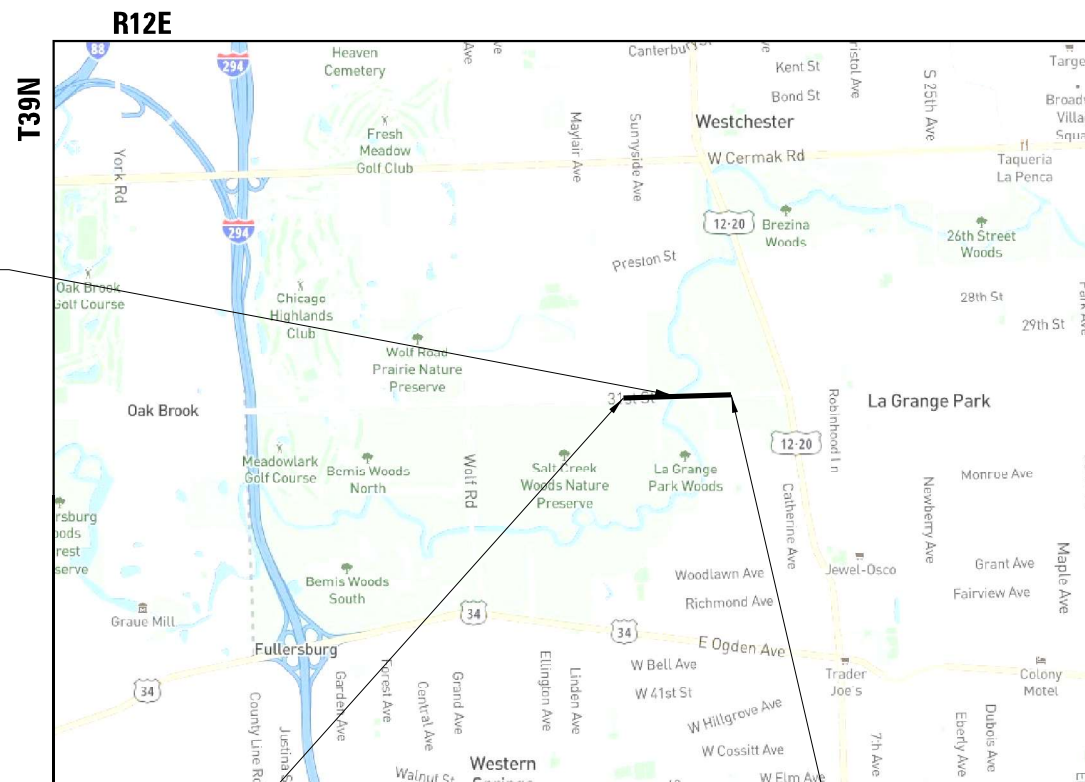 R12E
T39N
88
294
Heaven
Cemetery
Ave
Kent St
Bond St
S 25th Ave
Westchester
Fresh
Meadow
Golf Club
Maylair Ave
Sunnyside Ave
York Rd
W Cermak Rd
Taqueria
La Penca
294
12-20
Brezina
Woods
26th Street
Woods
Preston St
Oak Brook
Golf Course
Chicago
Highlands
Club
28th St
29th St
Wolf Road
Prairie Nature
Preserve
31st St
Oak Brook
La Grange Park
Robinhood Ln
12-20
Meadowlark
Golf Course
Bemis Woods
North
Wolf Rd
Salt Creek
Woods Nature
Preserve
La Grange
Park Woods
Monroe Ave
Newberry Ave
Catherine Ave
Bemis Woods
South
Woodlawn Ave
Richmond Ave
Jewel-Osco
Grant Ave
Fairview Ave
Maple Ave
Graue Mill
34
34
E Ogden Ave
Fullersburg
34
W Bell Ave
W 41st St
Trader
Joe's
Colony
Motel
County Line Rd
Garden Ave
Forest Ave
Central Ave
Grand Ave
Ellington Ave
Linden Ave
W Hillgrove Ave
W Cossitt Ave
W Elm Ave
7th Ave
Eberly Ave
Dubois Ave
Western
Walnut St